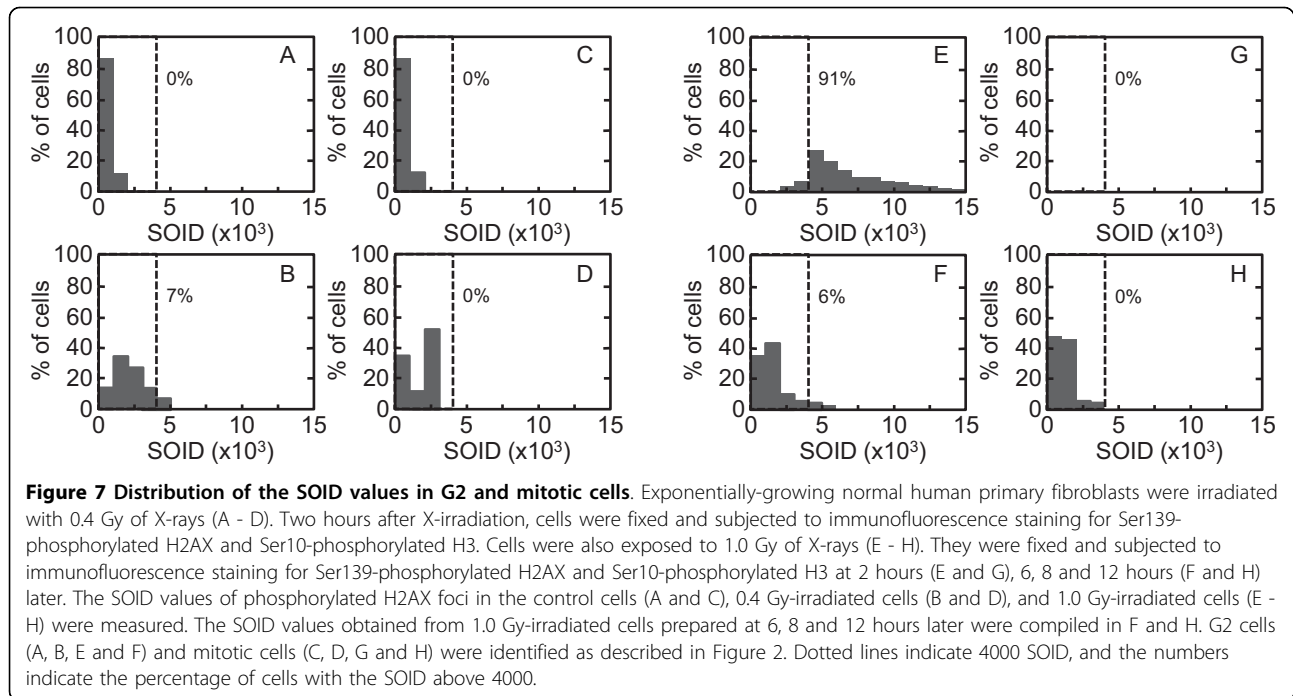 100
80
60
40
20
0
% of cells
A
0%
0 5 10 15
SOID (x10³)
100
80
60
40
20
0
% of cells
C
0%
0 5 10 15
SOID (x10³)
100
80
60
40
20
0
% of cells
E
91%
0 5 10 15
SOID (x10³)
100
80
60
40
20
0
% of cells
G
0%
0 5 10 15
SOID (x10³)
100
80
60
40
20
0
% of cells
B
7%
0 5 10 15
SOID (x10³)
100
80
60
40
20
0
% of cells
D
0%
0 5 10 15
SOID (x10³)
100
80
60
40
20
0
% of cells
F
6%
0 5 10 15
SOID (x10³)
100
80
60
40
20
0
% of cells
H
0%
0 5 10 15
SOID (x10³)
Figure 7 Distribution of the SOID values in G2 and mitotic cells. Exponentially-growing normal human primary fibroblasts were irradiated
with 0.4 Gy of X-rays (A - D). Two hours after X-irradiation, cells were fixed and subjected to immunofluorescence staining for Ser139-
phosphorylated H2AX and Ser10-phosphorylated H3. Cells were also exposed to 1.0 Gy of X-rays (E - H). They were fixed and subjected to
immunofluorescence staining for Ser139-phosphorylated H2AX and Ser10-phosphorylated H3 at 2 hours (E and G), 6, 8 and 12 hours (F and H)
later. The SOID values of phosphorylated H2AX foci in the control cells (A and C), 0.4 Gy-irradiated cells (B and D), and 1.0 Gy-irradiated cells (E -
H) were measured. The SOID values obtained from 1.0 Gy-irradiated cells prepared at 6, 8 and 12 hours later were compiled in F and H. G2 cells
(A, B, E and F) and mitotic cells (C, D, G and H) were identified as described in Figure 2. Dotted lines indicate 4000 SOID, and the numbers
indicate the percentage of cells with the SOID above 4000.